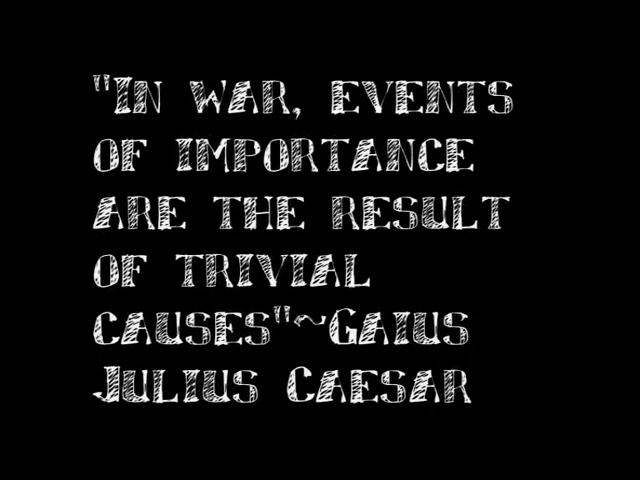 "In war, events
of importance
are the result
of trivial
causes"~Gaius
Julius Caesar